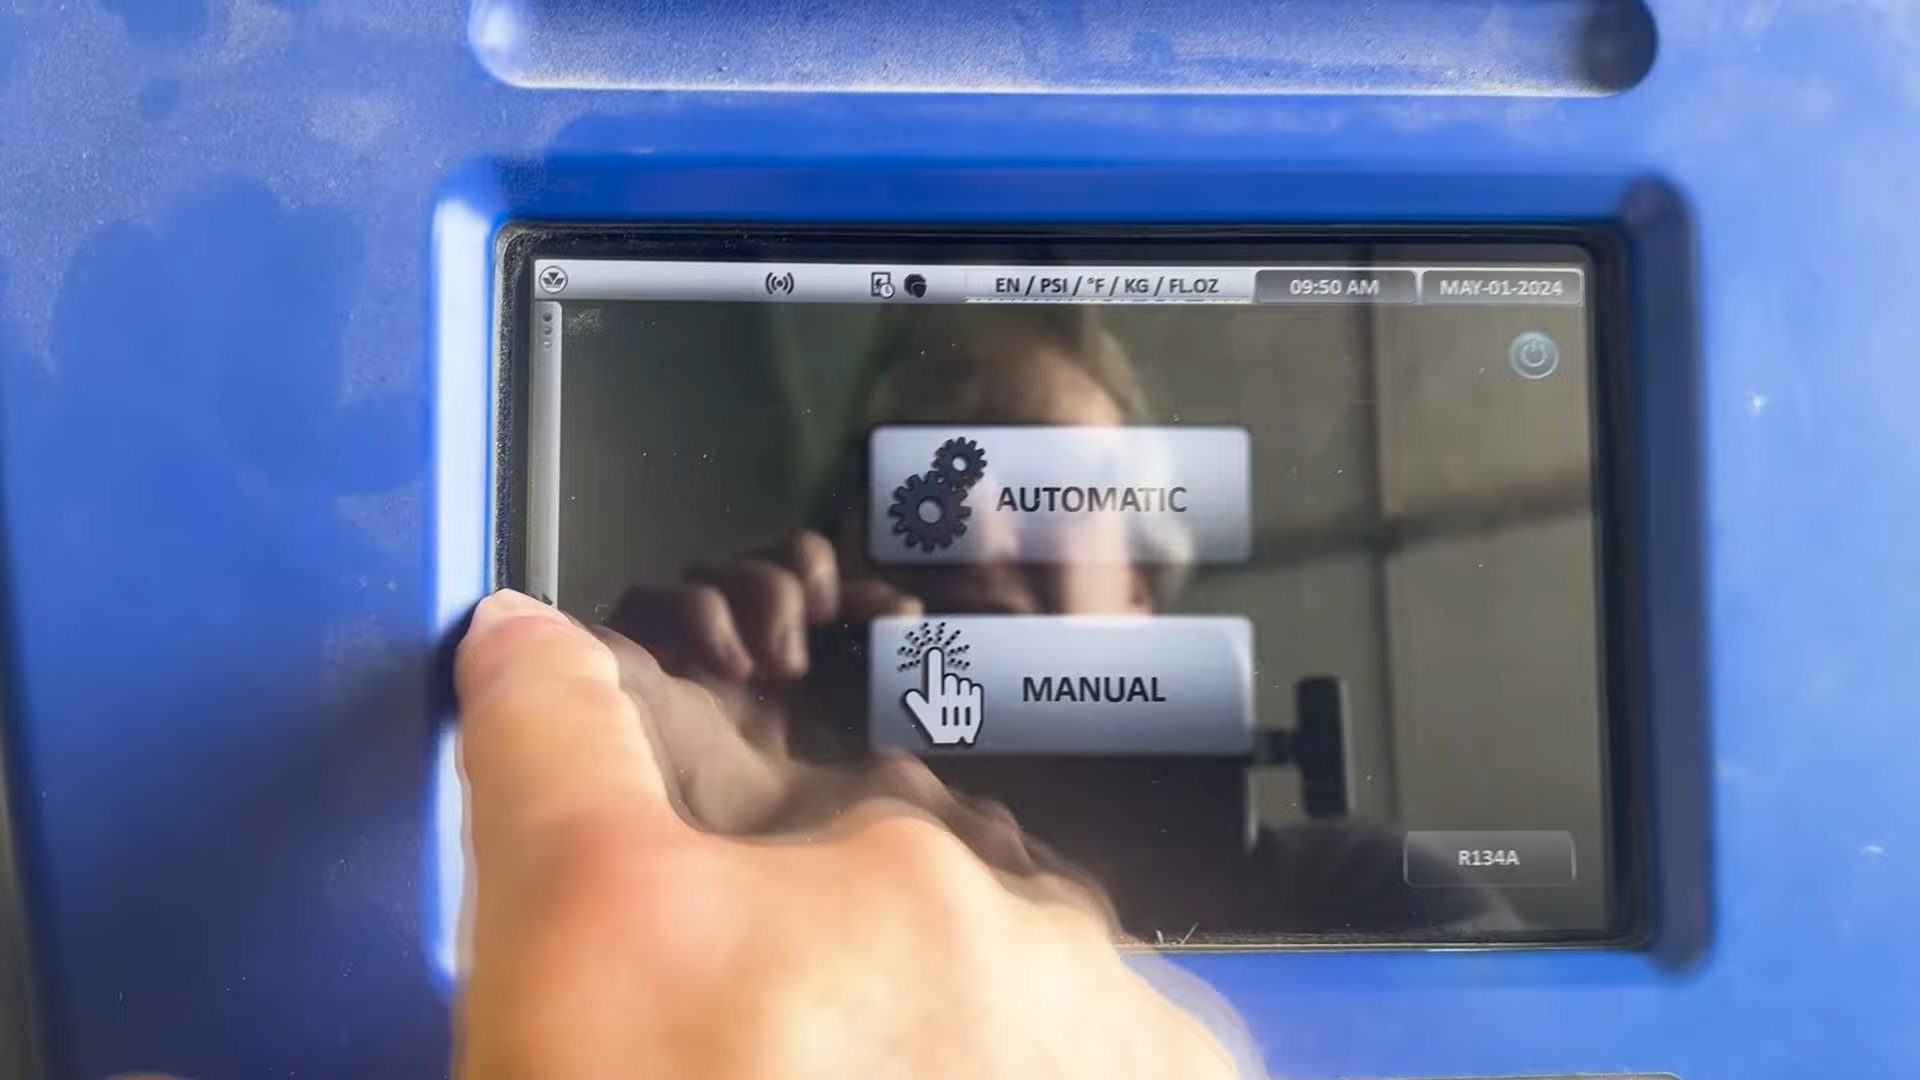 EN / PSI / °F / KG / FL.OZ
09:50 AM
MAY-01-2024
AUTOMATIC
MANUAL
R134A